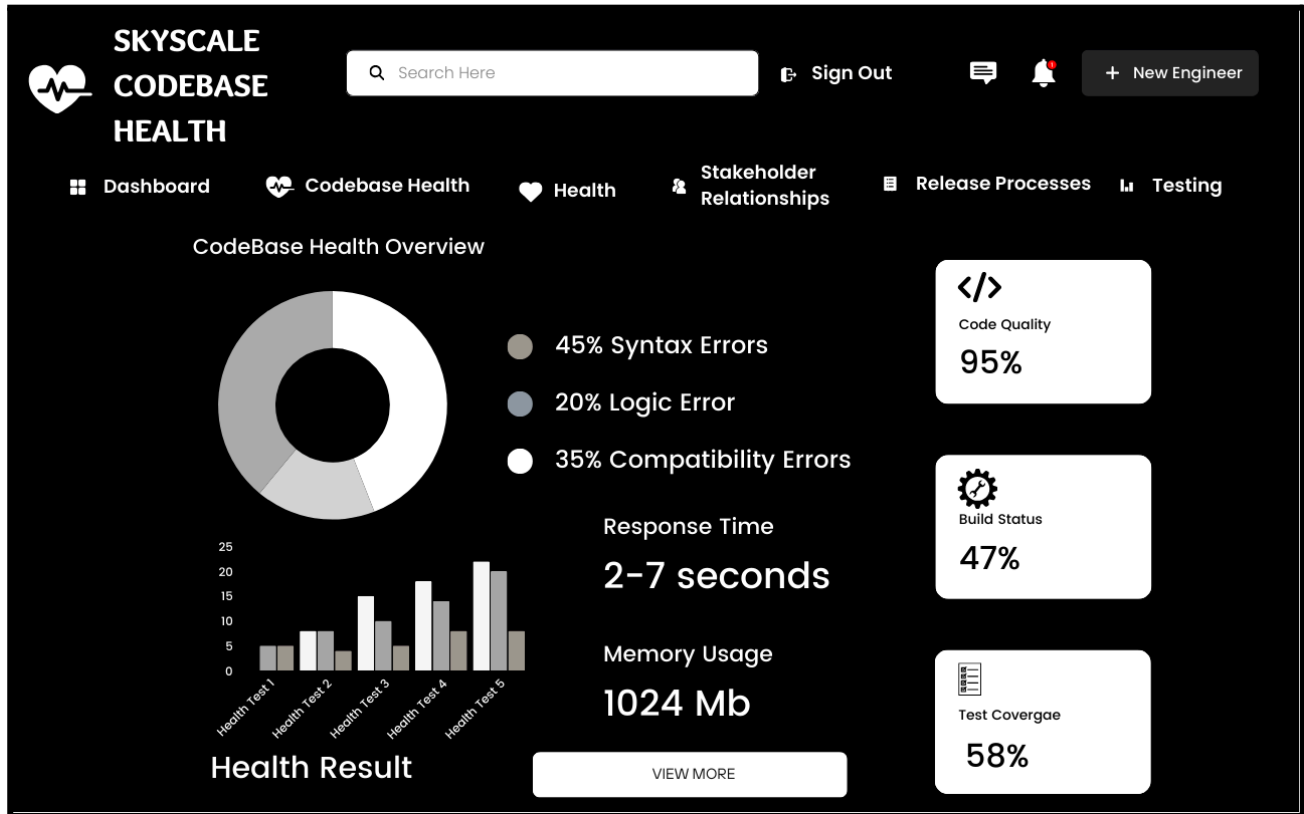 SKYSCALE
CODEBASE
HEALTH
Search Here
Sign Out
1
+ New Engineer
Dashboard
Codebase Health
Health
Stakeholder
Relationships
Release Processes
Testing
CodeBase Health Overview
45% Syntax Errors
20% Logic Error
35% Compatibility Errors
</>
Code Quality
95%
Build Status
47%
Response Time
2-7 seconds
Memory Usage
1024 Mb
Test Covergae
58%
25
20
15
10
5
0
Health Test 1
Health Test 2
Health Test 3
Health Test 4
Health Test 5
Health Result
VIEW MORE